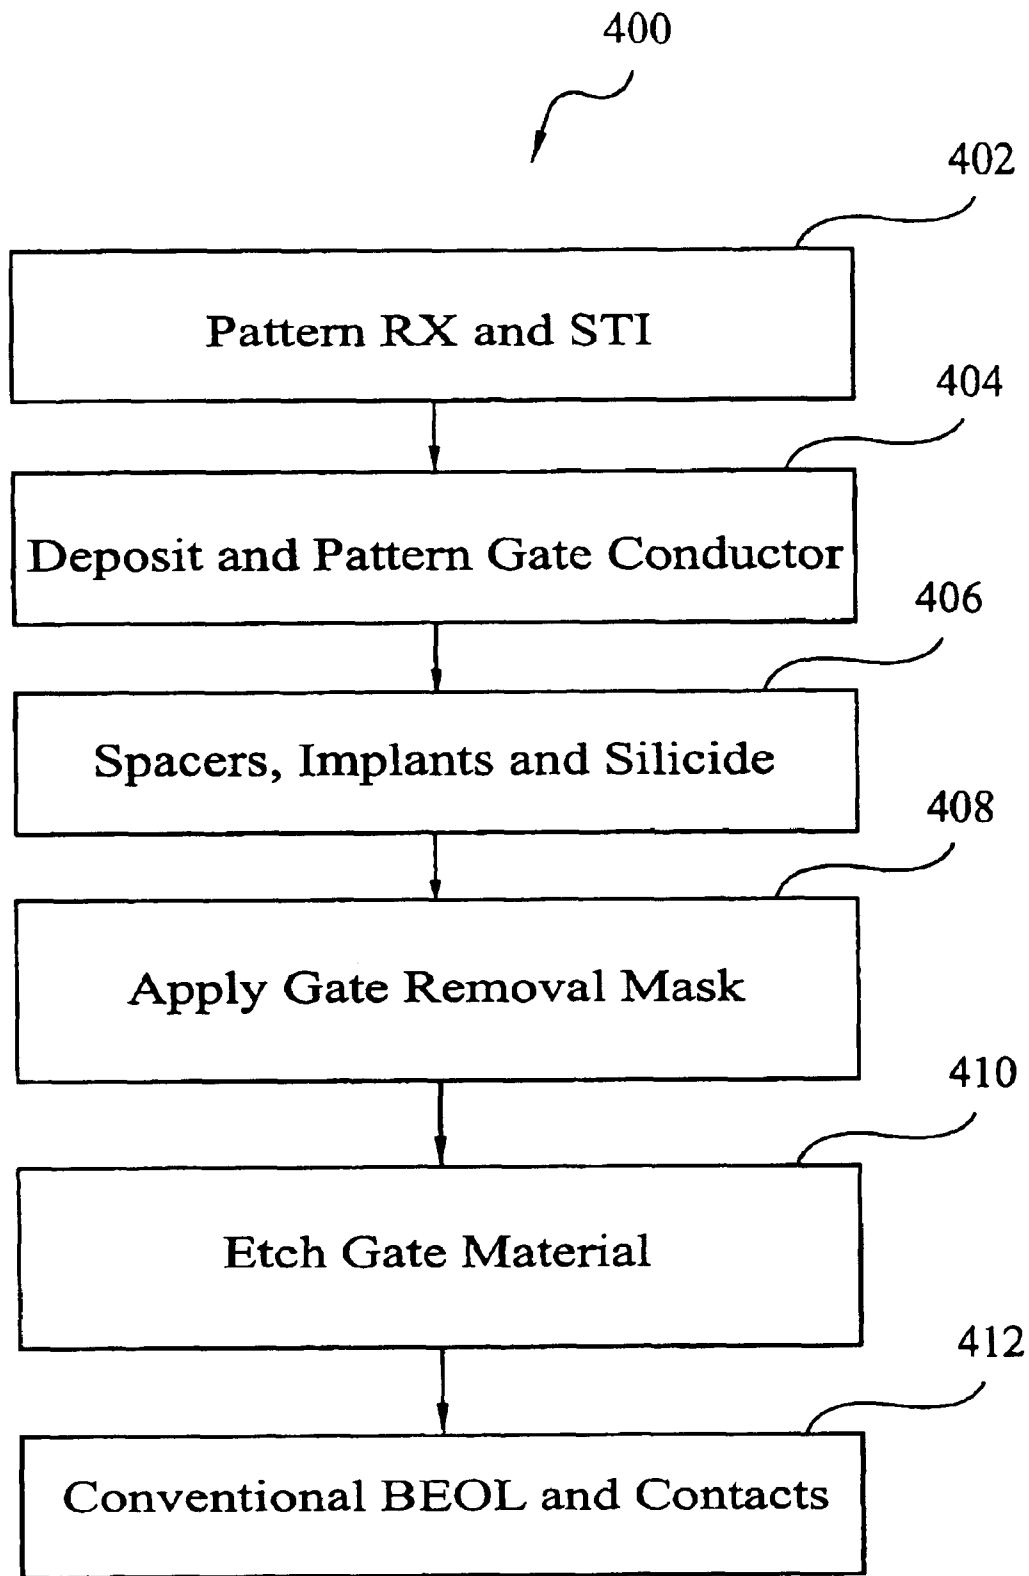 400
402
Pattern RX and STI
404
Deposit and Pattern Gate Conductor
406
Spacers, Implants and Silicide
408
Apply Gate Removal Mask
410
Etch Gate Material
412
Conventional BEOL and Contacts